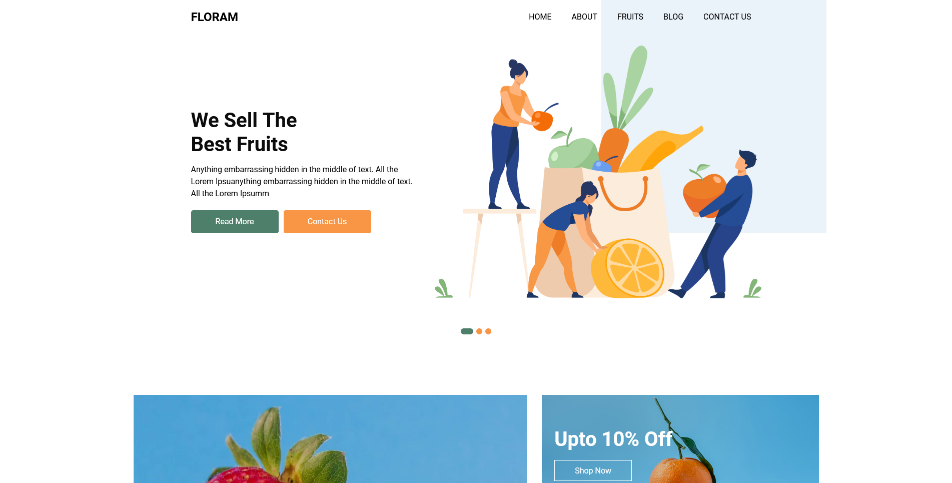 FLORAM
HOME ABOUT FRUITS BLOG CONTACT US
We Sell The
Best Fruits
Anything embarrassing hidden in the middle of text. All the
Lorem Ipsuanything embarrassing hidden in the middle of text.
All the Lorem Ipsumm
Read More Contact Us
Upto 10% Off
Shop Now